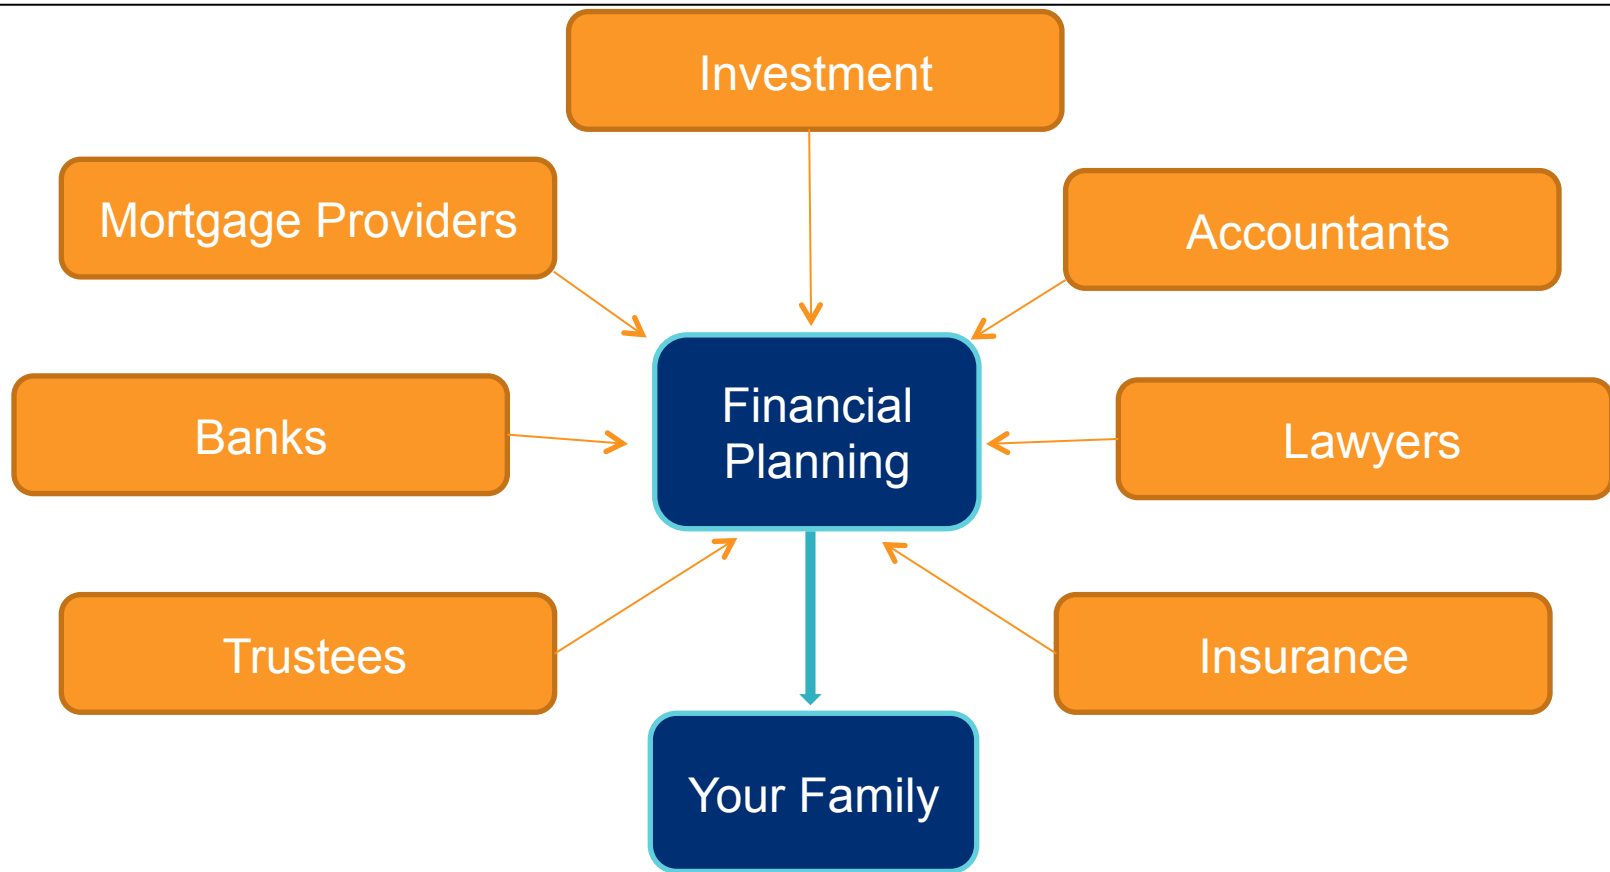 Investment
Mortgage Providers
Accountants
Financial
Planning
Banks
Lawyers
Trustees
Insurance
Your Family